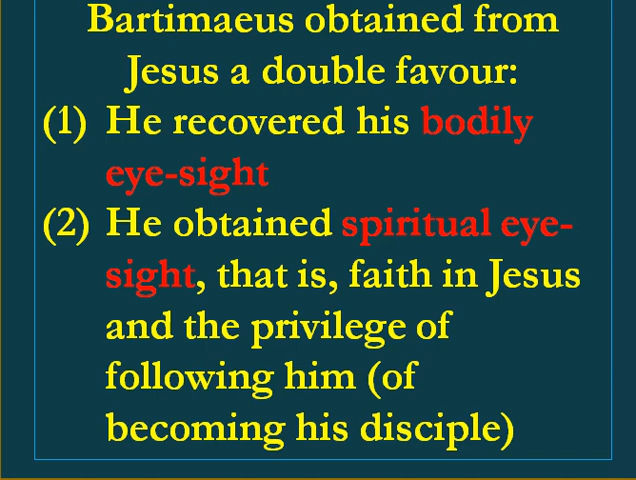 Bartimaeus obtained from
Jesus a double favour:
(1) He recovered his bodily
eye-sight
(2) He obtained spiritual eye-
sight, that is, faith in Jesus
and the privilege of
following him (of
becoming his disciple)